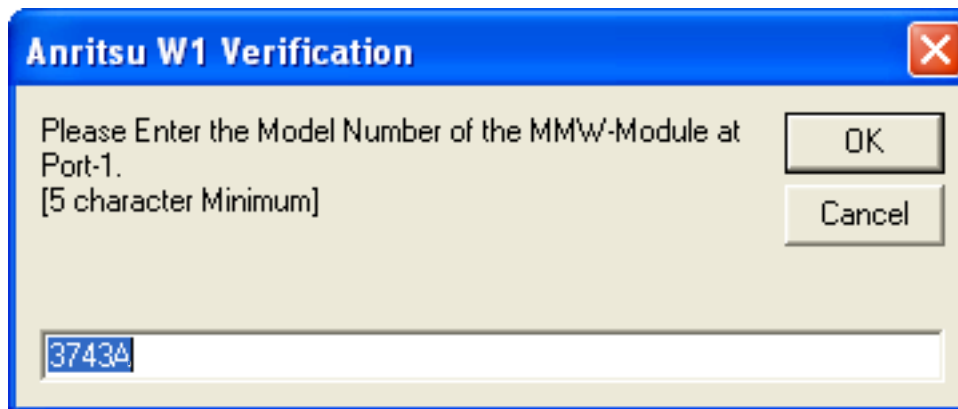 Anritsu W1 Verification
Please Enter the Model Number of the MMW-Module at
Port-1.
[5 character Minimum]
OK
Cancel
3743A